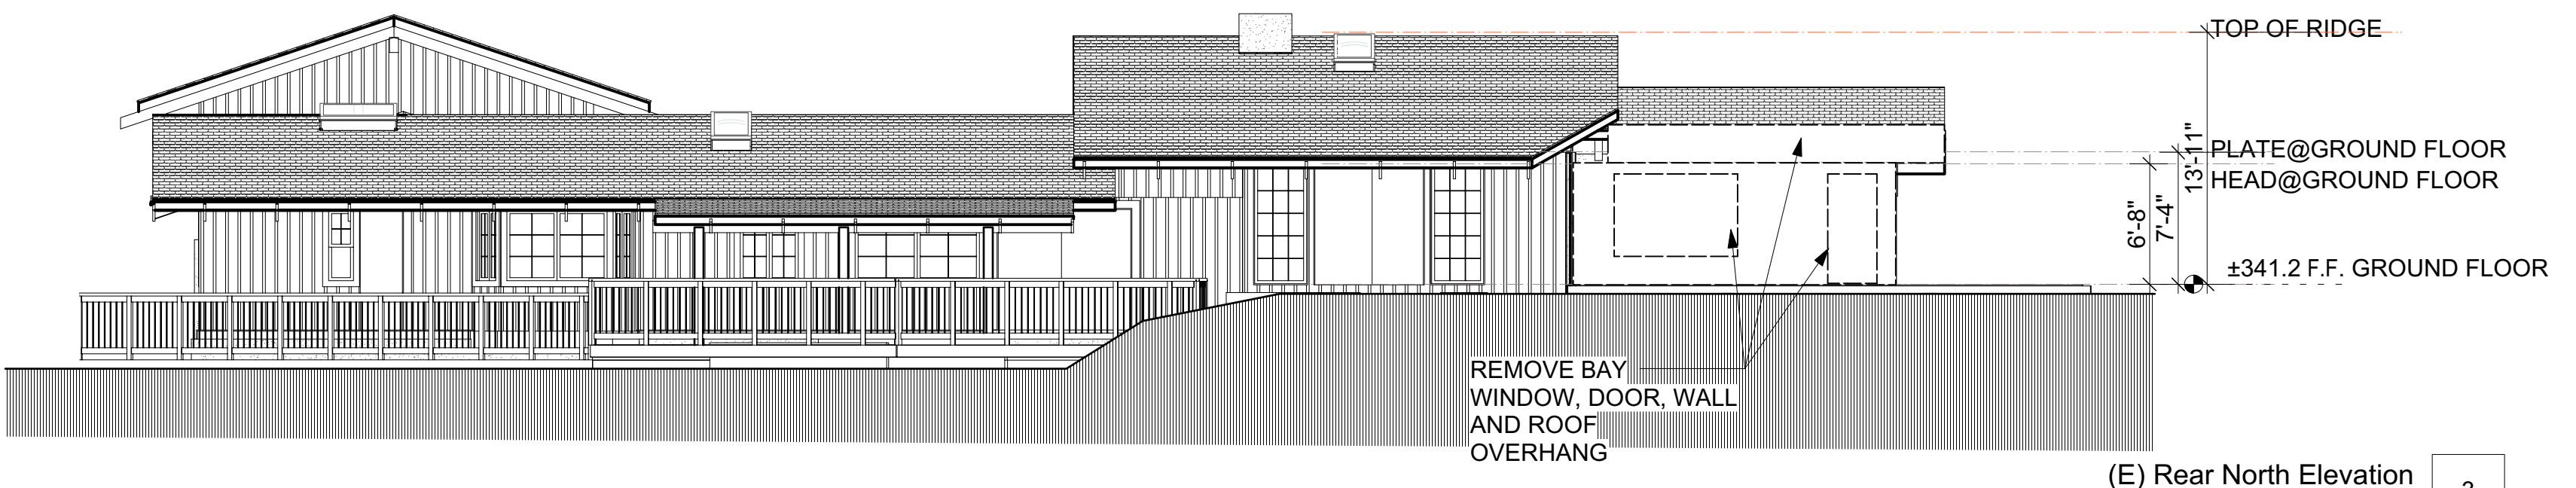 TOP OF RIDGE
PLATE@GROUND FLOOR
HEAD@GROUND FLOOR
13'-11"
7'-4"
6'-8"
±341.2 F.F. GROUND FLOOR
REMOVE BAY
WINDOW, DOOR, WALL
AND ROOF
OVERHANG
(E) Rear North Elevation